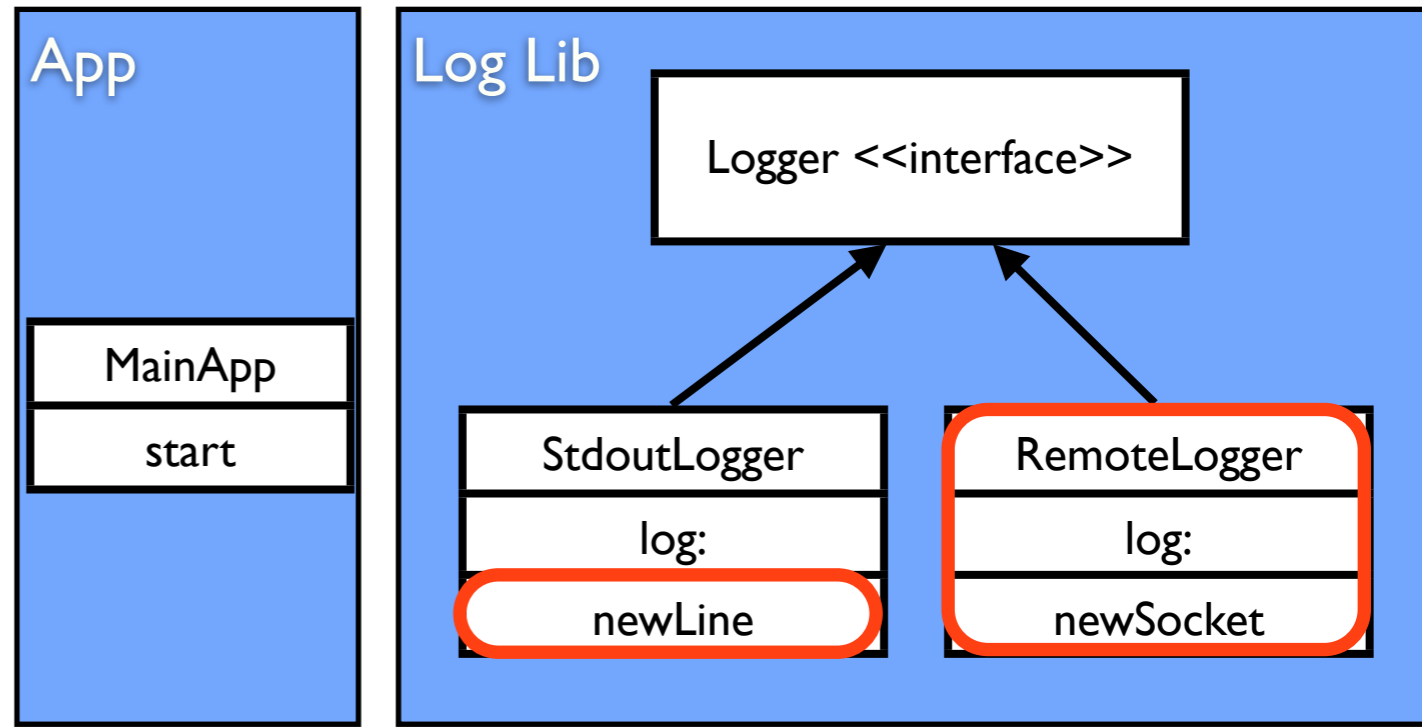 App
MainApp
start
Log Lib
Logger <<interface>>
StdoutLogger
log:
newLine
RemoteLogger
log:
newSocket